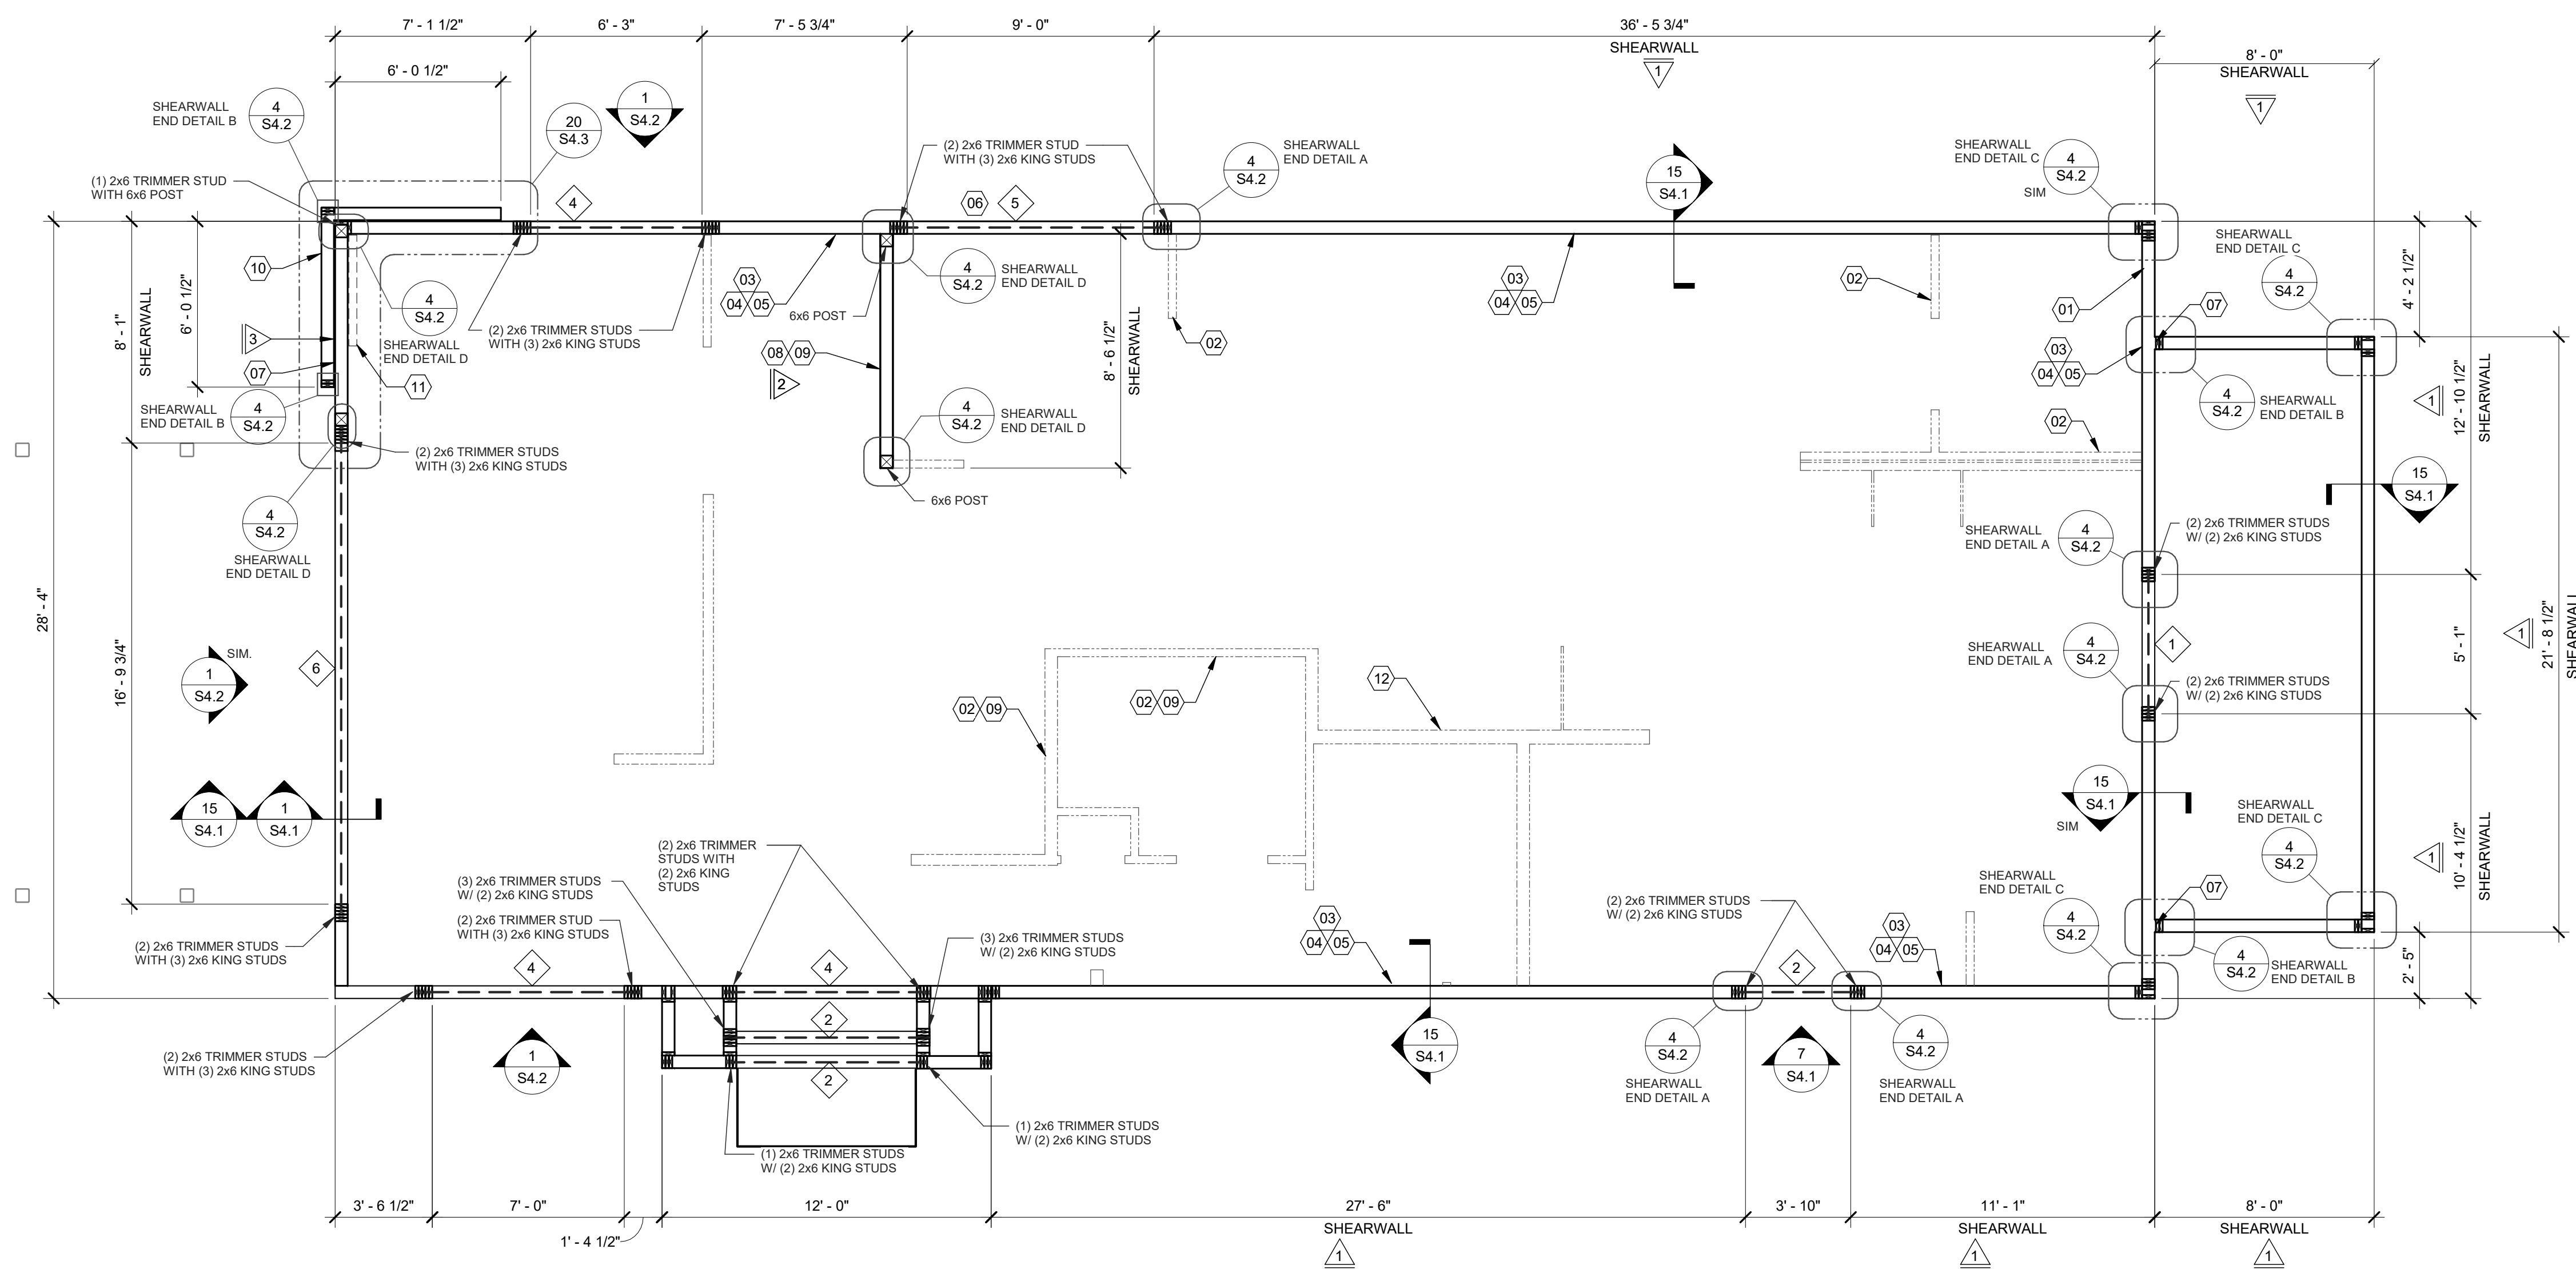 7' - 1 1/2"
6' - 3"
7' - 5 3/4"
9' - 0"
36' - 5 3/4"
SHEARWALL
1
8' - 0"
SHEARWALL
1
6' - 0 1/2"
SHEARWALL
END DETAIL B
4
S4.2
20
S4.3
1
S4.2
(1) 2x6 TRIMMER STUD
WITH 6x6 POST
4
(2) 2x6 TRIMMER STUD
WITH (3) 2x6 KING STUDS
06
5
4
S4.2
SHEARWALL
END DETAIL A
15
S4.1
SHEARWALL
END DETAIL C
4
S4.2
SIM
SHEARWALL
END DETAIL C
4
S4.2
4' - 2 1/2"
10
6' - 0 1/2"
SHEARWALL
8' - 1"
3
07
4
S4.2
SHEARWALL
END DETAIL D
11
(2) 2x6 TRIMMER STUDS
WITH (3) 2x6 KING STUDS
03
04
05
6x6 POST
4
S4.2
SHEARWALL
END DETAIL D
08
09
2
8' - 6 1/2"
SHEARWALL
02
03
04
05
02
01
07
03
04
05
4
S4.2
SHEARWALL
END DETAIL B
1
12' - 10 1/2"
SHEARWALL
SHEARWALL
END DETAIL B
4
S4.2
(2) 2x6 TRIMMER STUDS
WITH (3) 2x6 KING STUDS
4
S4.2
SHEARWALL
END DETAIL D
6x6 POST
02
15
S4.1
4
S4.2
SHEARWALL
END DETAIL D
SHEARWALL
END DETAIL A
4
S4.2
(2) 2x6 TRIMMER STUDS
W/ (2) 2x6 KING STUDS
28' - 4"
16' - 9 3/4"
SIM.
1
S4.2
6
02
09
02
09
12
SHEARWALL
END DETAIL A
4
S4.2
1
(2) 2x6 TRIMMER STUDS
W/ (2) 2x6 KING STUDS
5' - 1"
1
21' - 8 1/2"
SHEARWALL
15
S4.1
1
S4.1
15
S4.1
SIM
SHEARWALL
END DETAIL C
4
S4.2
1
10' - 4 1/2"
SHEARWALL
(2) 2x6 TRIMMER
STUDS WITH
(2) 2x6 KING
STUDS
(3) 2x6 TRIMMER STUDS
W/ (2) 2x6 KING STUDS
(2) 2x6 TRIMMER STUD
WITH (3) 2x6 KING STUDS
(2) 2x6 TRIMMER STUDS
WITH (3) 2x6 KING STUDS
4
4
2
2
(3) 2x6 TRIMMER STUDS
W/ (2) 2x6 KING STUDS
03
04
05
(2) 2x6 TRIMMER STUDS
W/ (2) 2x6 KING STUDS
2
03
04
05
SHEARWALL
END DETAIL C
4
S4.2
07
4
S4.2
SHEARWALL
END DETAIL B
2' - 5"
(2) 2x6 TRIMMER STUDS
WITH (3) 2x6 KING STUDS
1
S4.2
15
S4.1
4
S4.2
SHEARWALL
END DETAIL A
7
S4.1
4
S4.2
SHEARWALL
END DETAIL A
(1) 2x6 TRIMMER STUDS
W/ (2) 2x6 KING STUDS
(1) 2x6 TRIMMER STUDS
W/ (2) 2x6 KING STUDS
3' - 6 1/2"
7' - 0"
1' - 4 1/2"
12' - 0"
27' - 6"
SHEARWALL
1
3' - 10"
11' - 1"
SHEARWALL
1
8' - 0"
SHEARWALL
1